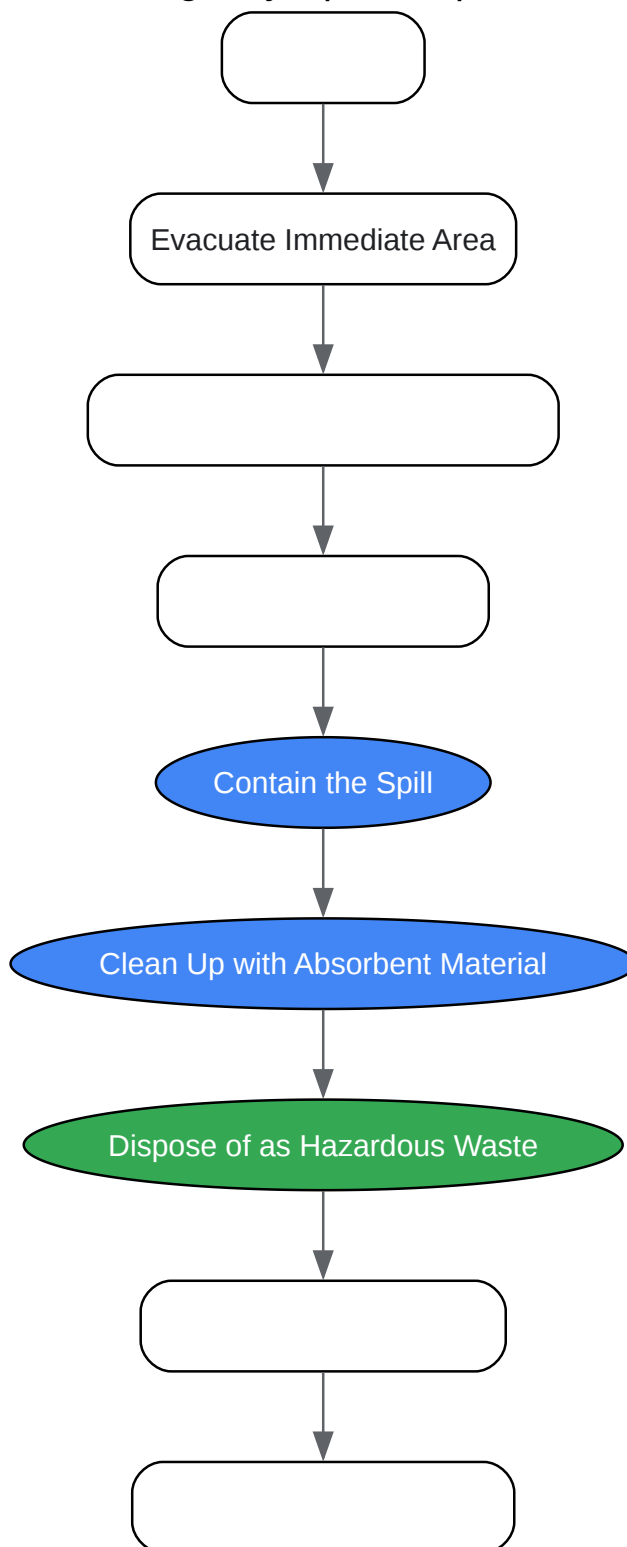 Evacuate Immediate Area
Contain the Spill
Clean Up with Absorbent Material
Dispose of as Hazardous Waste